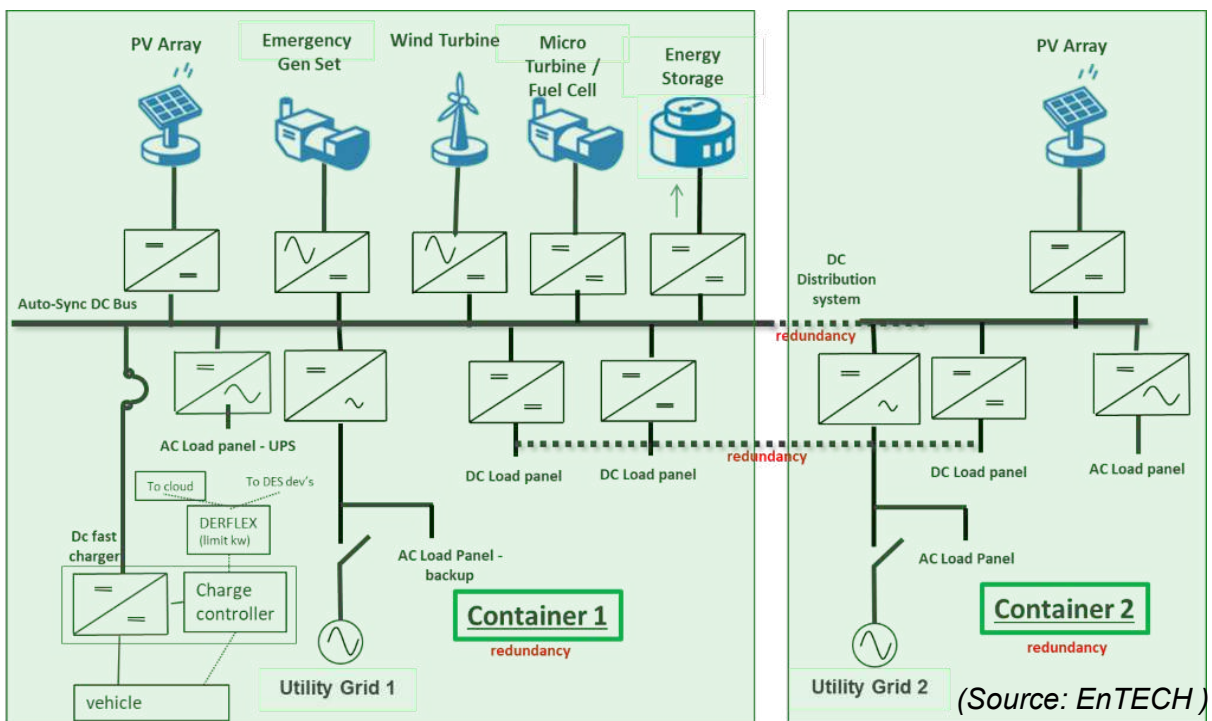 PV Array
Emergency
Gen Set
Wind Turbine
Micro
Turbine /
Fuel Cell
Energy
Storage
PV Array
Auto-Sync DC Bus
DC
Distribution
system
redundancy
AC Load panel - UPS
DC Load panel
DC Load panel
redundancy
DC Load panel
AC Load panel
To cloud
To DES dev's
DERFLEX
(limit kw)
Dc fast
charger
Charge
controller
vehicle
AC Load Panel -
backup
Utility Grid 1
Container 1
redundancy
AC Load Panel
Utility Grid 2
Container 2
redundancy
(Source: EnTECH )